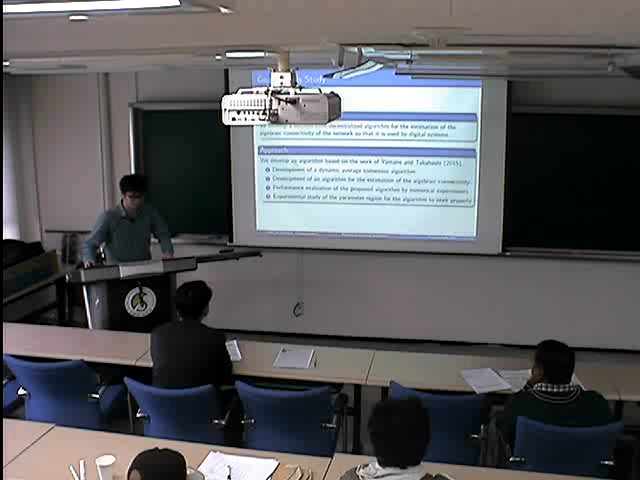 Study
decentralized algorithm for the estimation of the
algebraic connectivity of the network so that it is used by digital systems.
Approach
We develop an algorithm based on the work of Yamane and Takahashi (2015).
Development of a dynamic average consensus algorithm
Development of an algorithm for the estimation of the algebraic connectivity
Performance evaluation of the proposed algorithm by numerical experiments
Experimental study of the parameter region for the algorithm to work properly